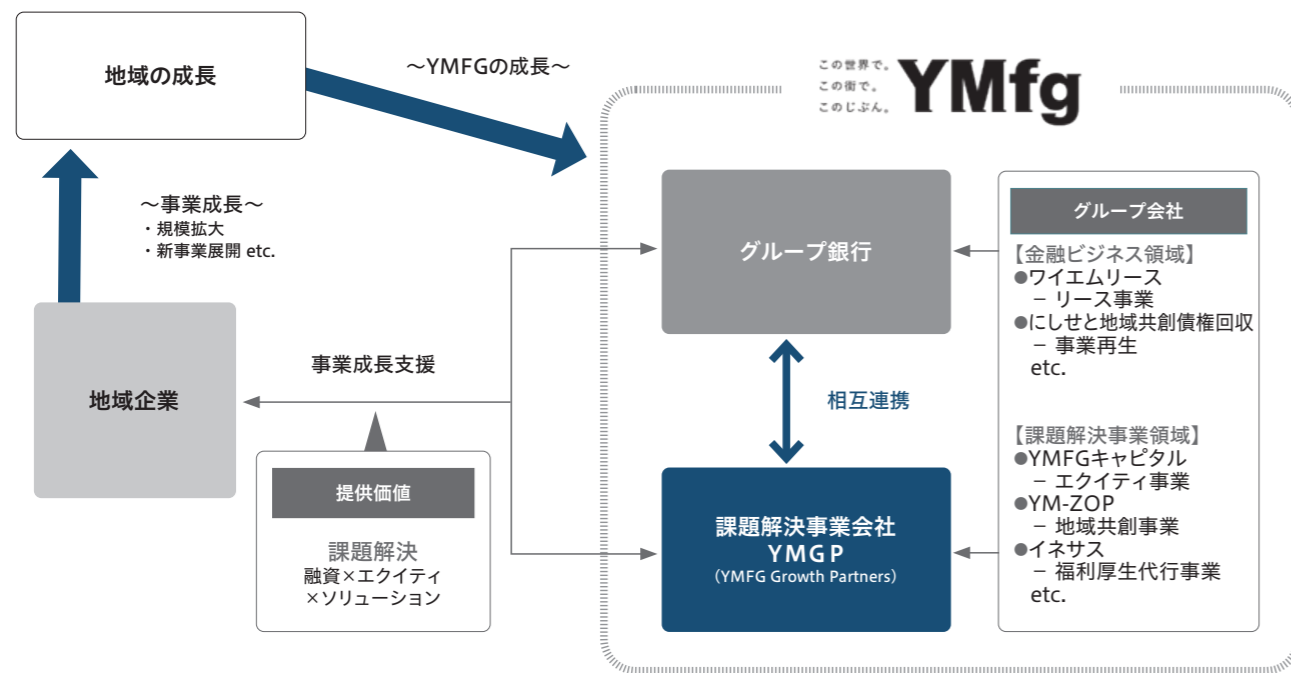 地域の成長
～YMFGの成長～
この世界で。
この街で。
このじぶん。
YMfg
～事業成長～
・規模拡大
・新事業展開 etc.
地域企業
事業成長支援
提供価値
課題解決
融資×エクイティ
×ソリューション
グループ銀行
相互連携
課題解決事業会社
YMGP
(YMFG Growth Partners)
グループ会社
【金融ビジネス領域】
●ワイエムリース
－ リース事業
●にしせと地域共創債権回収
－ 事業再生
etc.
【課題解決事業領域】
●YMFGキャピタル
－ エクイティ事業
●YM-ZOP
－ 地域共創事業
●イネサス
－ 福利厚生代行事業
etc.